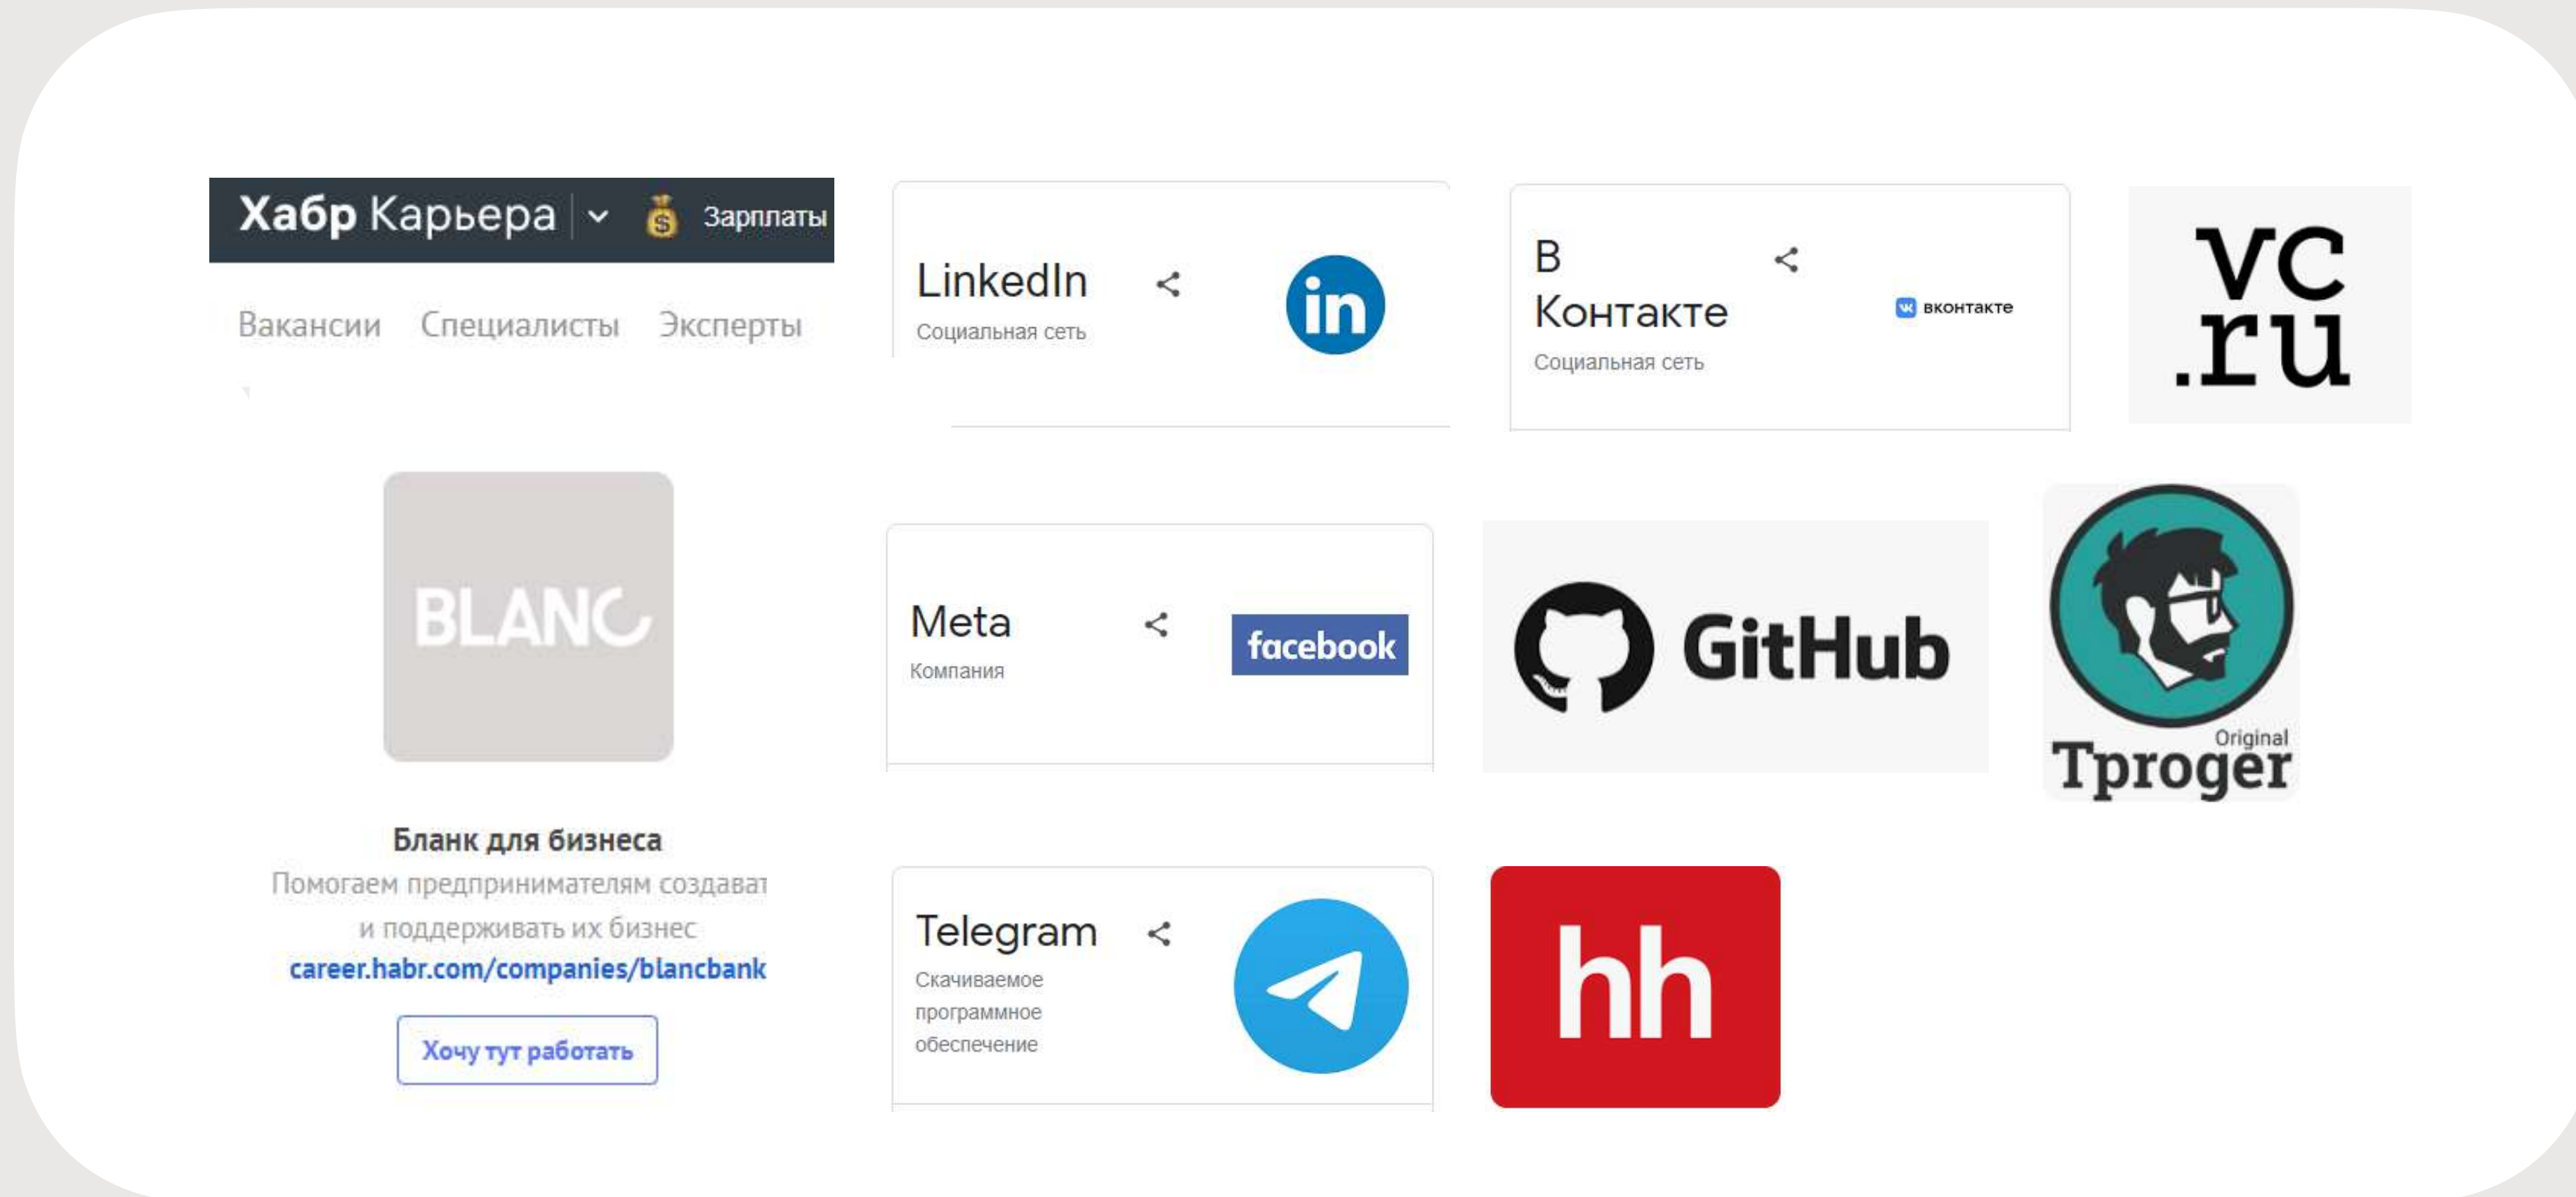 Хабр Карьера
Зарплаты
Вакансии Специалисты Эксперты
BLANC
Бланк для бизнеса
Помогаем предпринимателям создават
и поддерживать их бизнес
career.habr.com/companies/blancbank
Хочу тут работать
LinkedIn
Социальная сеть
in
В
Контакте
Социальная сеть
вконтакте
vc
.ru
Meta
Компания
facebook
GitHub
Original
Tproger
Telegram
Скачиваемое
программное
обеспечение
hh